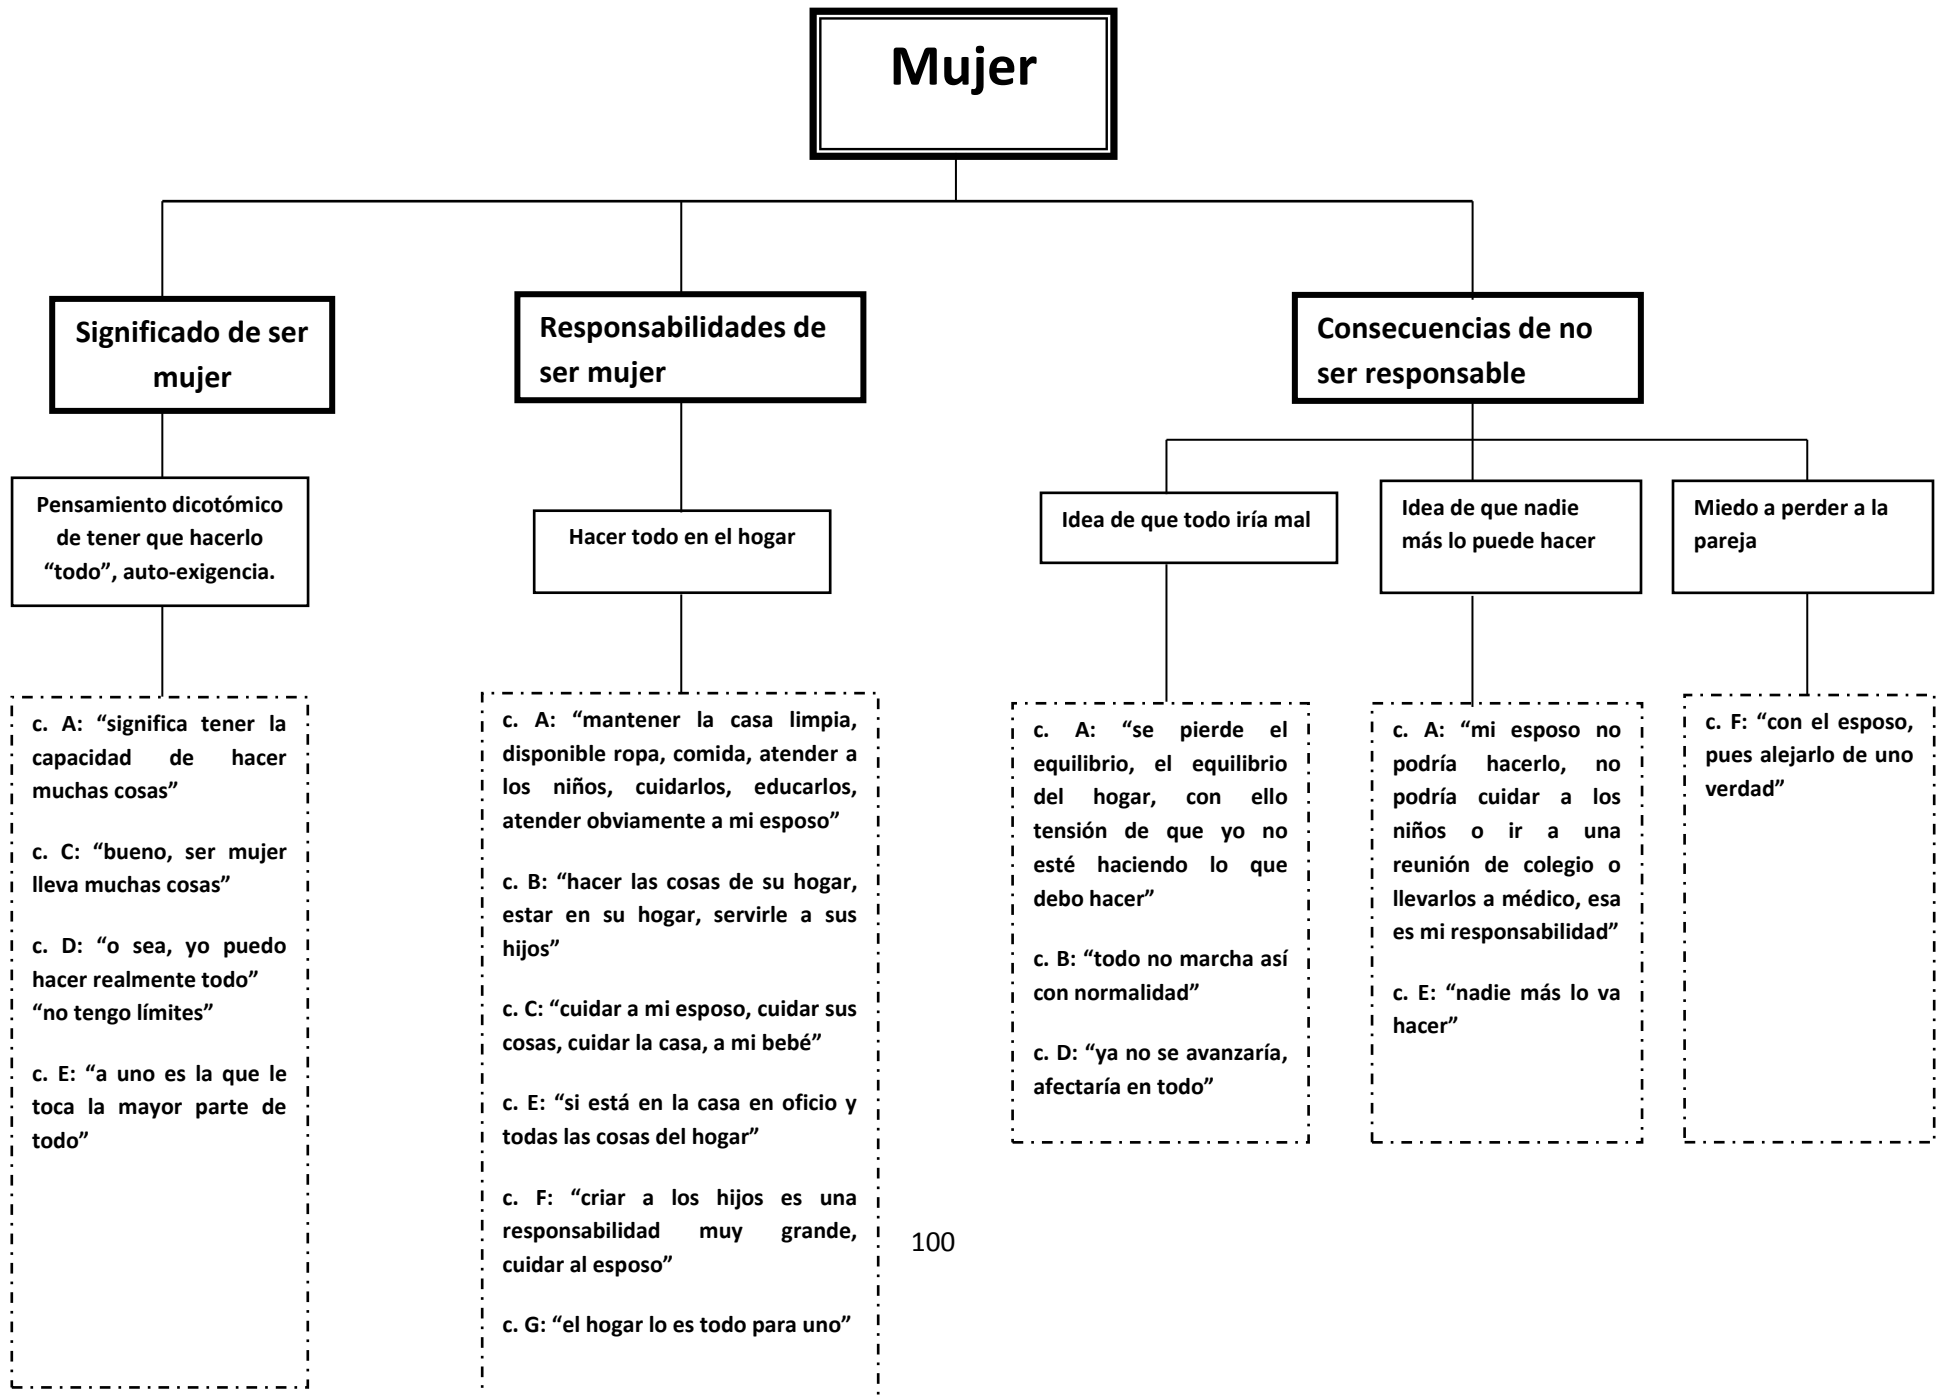 Mujer
Significado de ser
mujer
Responsabilidades de
ser mujer
Consecuencias de no
ser responsable
Pensamiento dicotómico
de tener que hacerlo
“todo”, auto-exigencia.
Hacer todo en el hogar
Idea de que todo iría mal
Idea de que nadie
más lo puede hacer
Miedo a perder a la
pareja
c. A: “significa tener la
capacidad de hacer
muchas cosas”
c. C: “bueno, ser mujer
lleva muchas cosas”
c. D: “o sea, yo puedo
hacer realmente todo”
“no tengo límites”
c. E: “a uno es la que le
toca la mayor parte de
todo”
c. A: “mantener la casa limpia,
disponible ropa, comida, atender a
los niños, cuidarlos, educarlos,
atender obviamente a mi esposo”
c. B: “hacer las cosas de su hogar,
estar en su hogar, servirle a sus
hijos”
c. C: “cuidar a mi esposo, cuidar sus
cosas, cuidar la casa, a mi bebé”
c. E: “si está en la casa en oficio y
todas las cosas del hogar”
c. F: “criar a los hijos es una
responsabilidad muy grande,
cuidar al esposo”
c. G: “el hogar lo es todo para uno”
c. A: “se pierde el
equilibrio, el equilibrio
del hogar, con ello
tensión de que yo no
esté haciendo lo que
debo hacer”
c. B: “todo no marcha así
con normalidad”
c. D: “ya no se avanzaría,
afectaría en todo”
c. A: “mi esposo no
podría hacerlo, no
podría cuidar a los
niños o ir a una
reunión de colegio o
llevarlos a médico, esa
es mi responsabilidad”
c. E: “nadie más lo va
hacer”
c. F: “con el esposo,
pues alejarlo de uno
verdad”
100